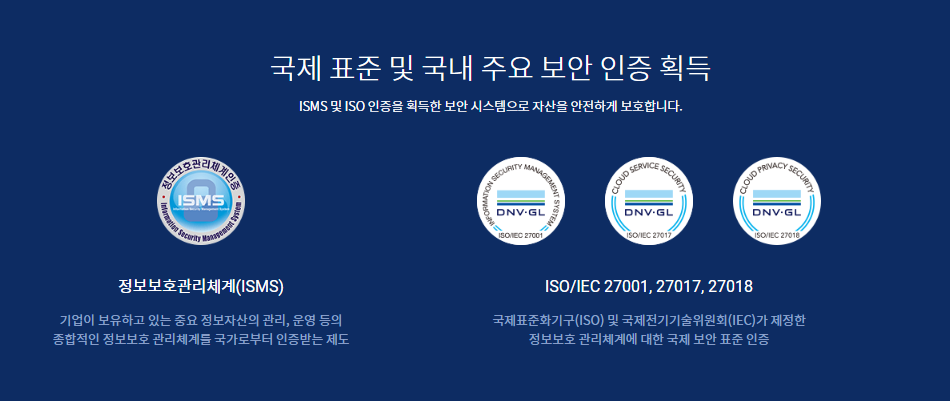 국제 표준 및 국내 주요 보안 인증 획득
ISMS 및 ISO 인증을 획득한 보안 시스템으로 자산을 안전하게 보호합니다.
정보보호관리체계인증
ISMS
Information Security Management System
Information Security Management System
INFORMATION SECURITY MANAGEMENT SYSTEM
DNV·GL
ISO/IEC 27001
CLOUD SERVICE SECURITY
DNV·GL
ISO/IEC 27017
CLOUD PRIVACY SECURITY
DNV·GL
ISO/IEC 27018
정보보호관리체계(ISMS)
기업이 보유하고 있는 중요 정보자산의 관리, 운영 등의
종합적인 정보보호 관리체계를 국가로부터 인증받는 제도
ISO/IEC 27001, 27017, 27018
국제표준화기구(ISO) 및 국제전기기술위원회(IEC)가 제정한
정보보호 관리체계에 대한 국제 보안 표준 인증